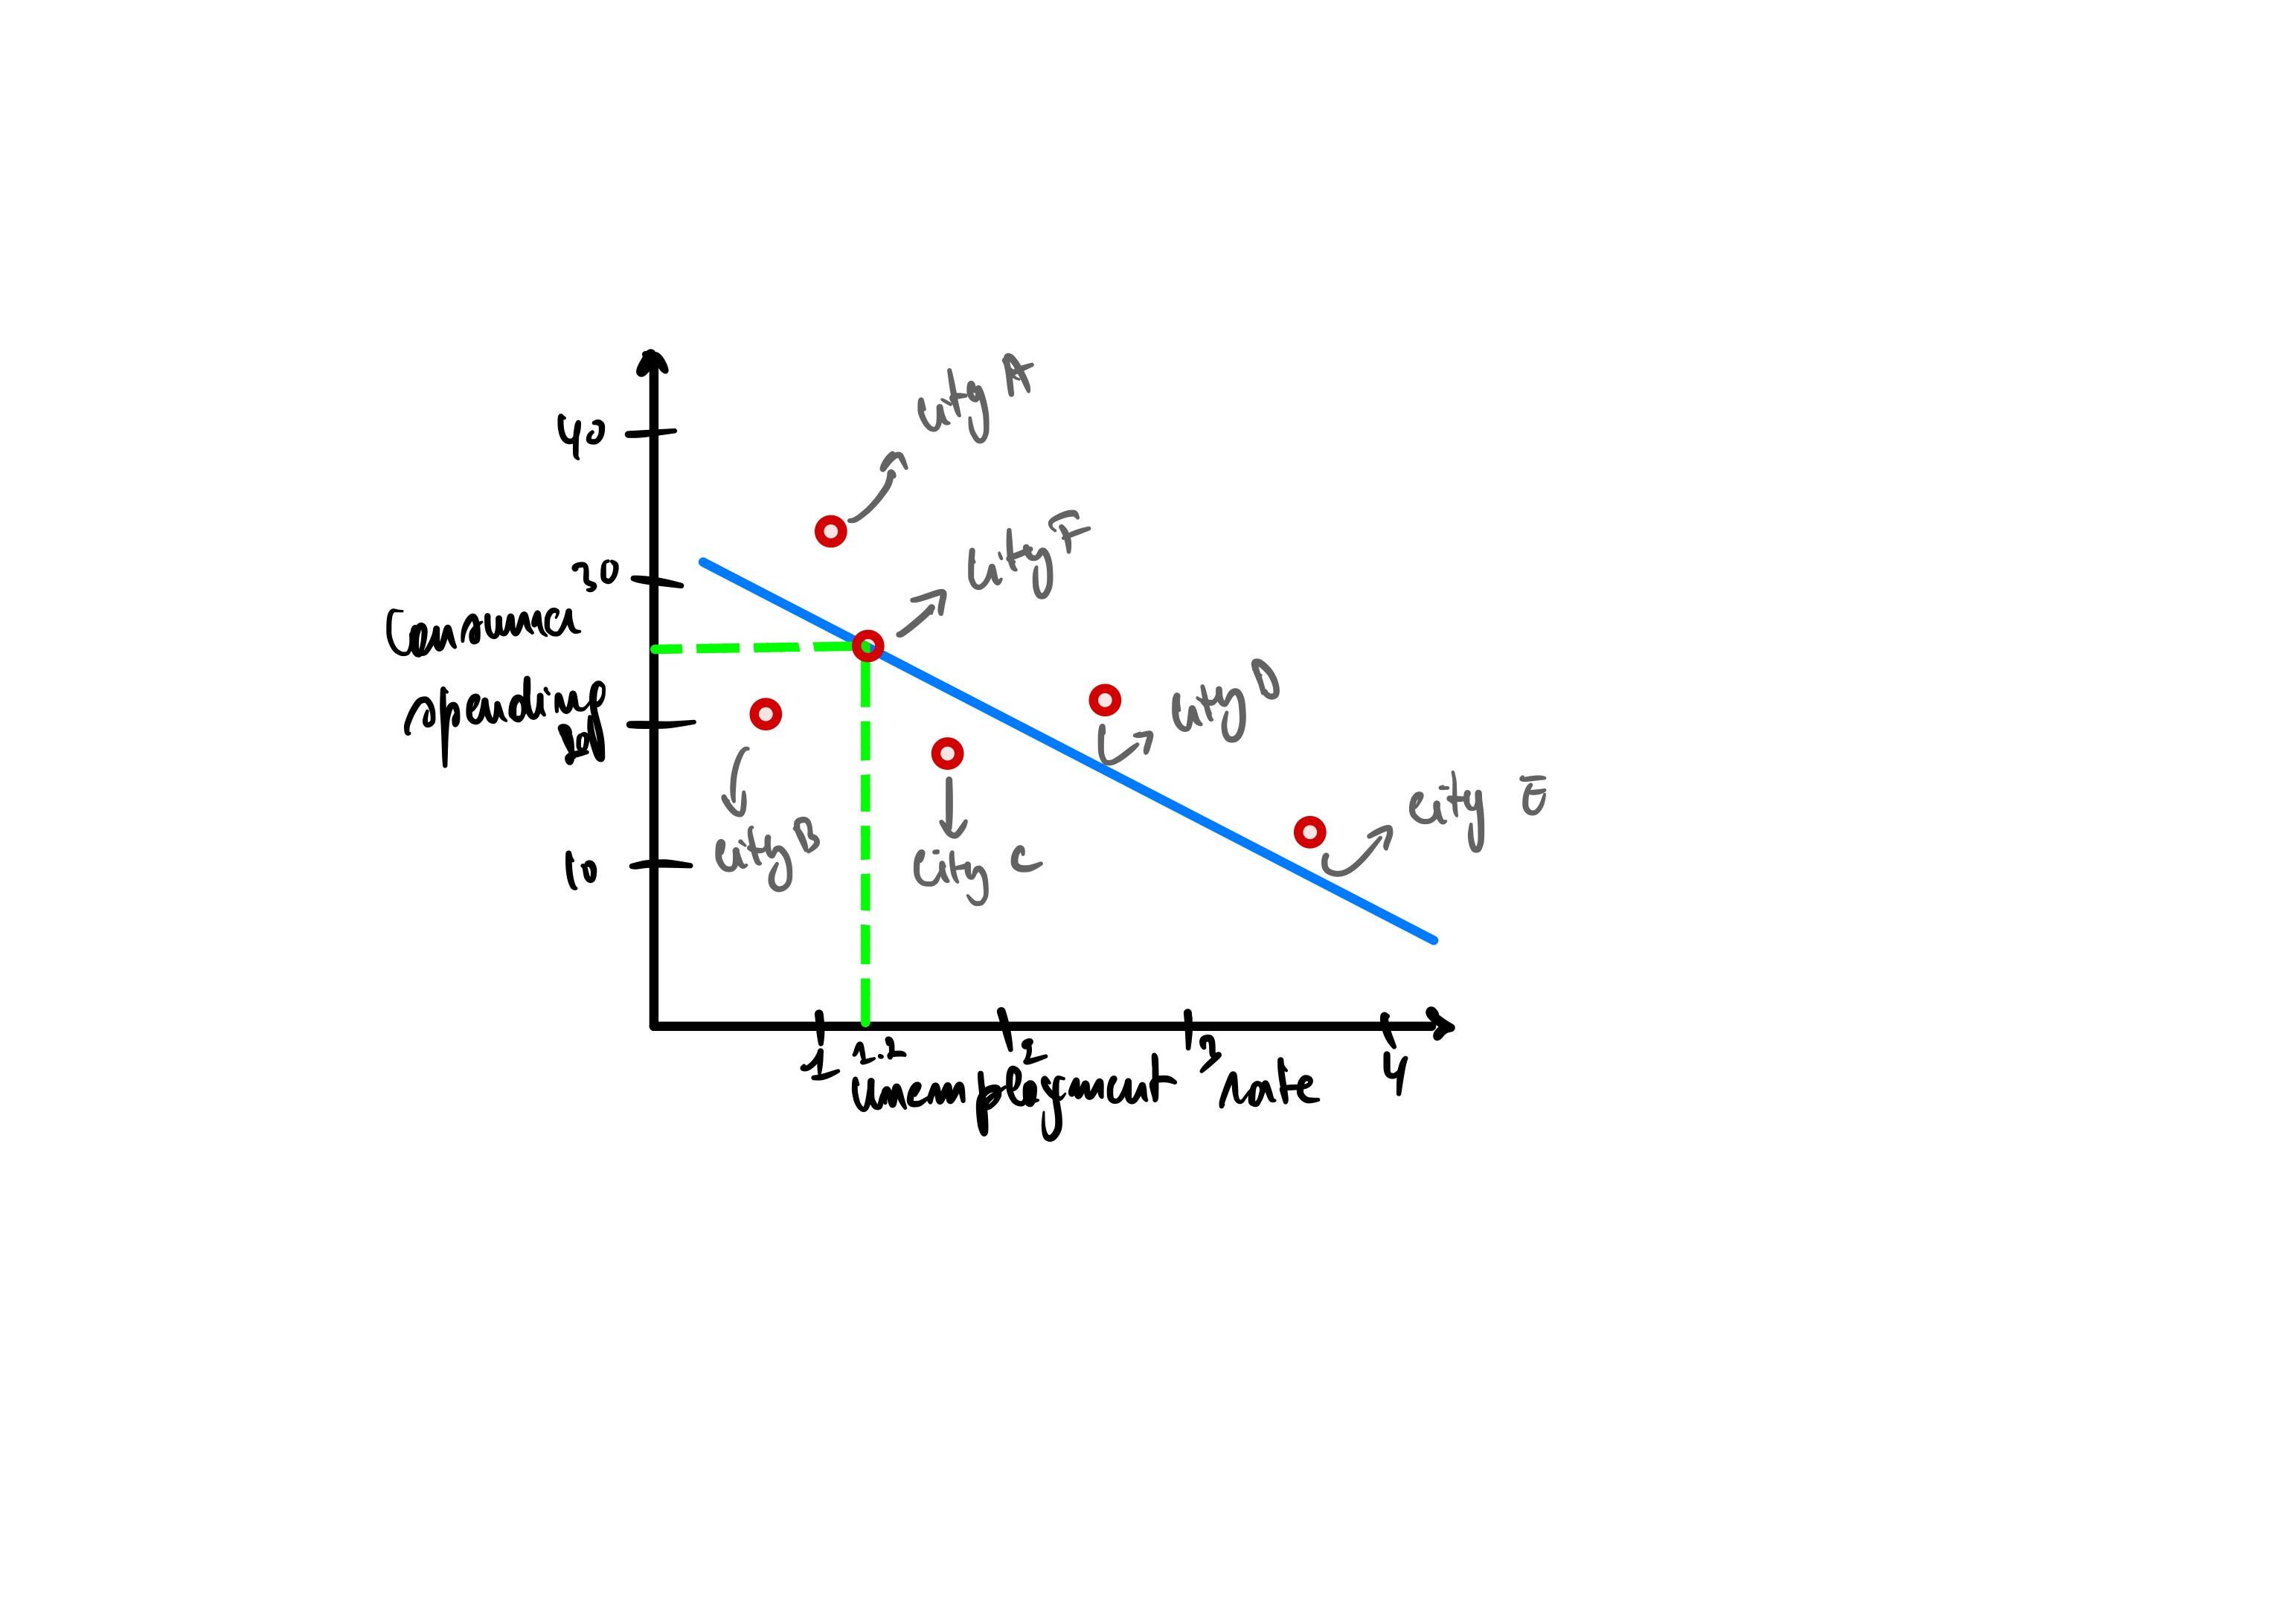 city A
40
city F
30
Consumer
spending
20
city D
city E
10
city B
city C
1
1.2
2
3
4
Unemployment rate